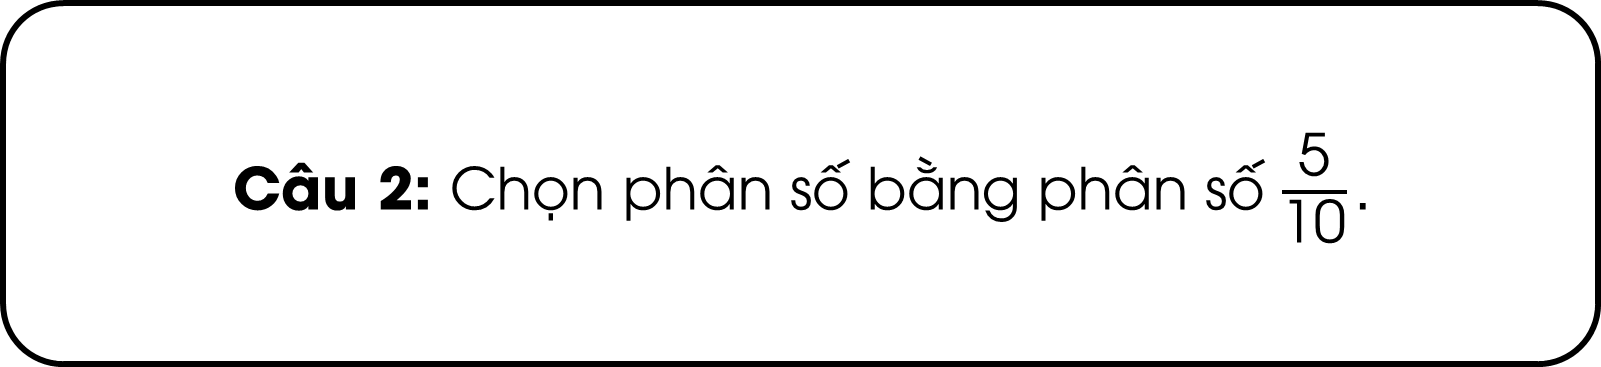 Câu 2: Chọn phân số bằng phân số 5/10.